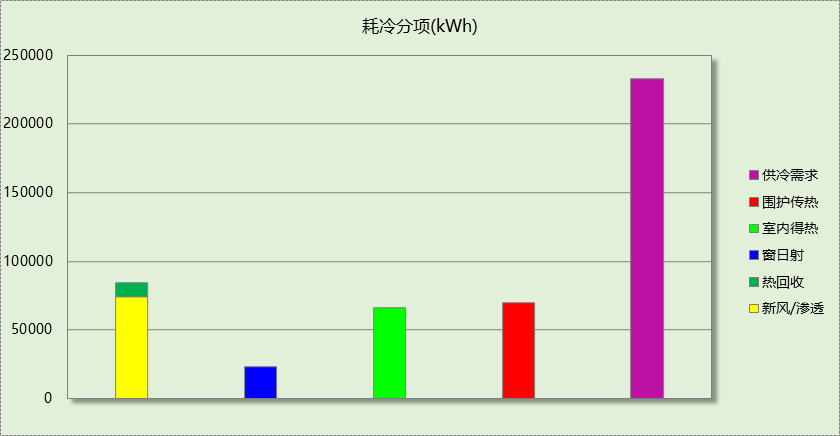 耗冷分项(kWh)
250000
200000
150000
100000
50000
0
供冷需求
围护传热
室内得热
窗日射
热回收
新风/渗透